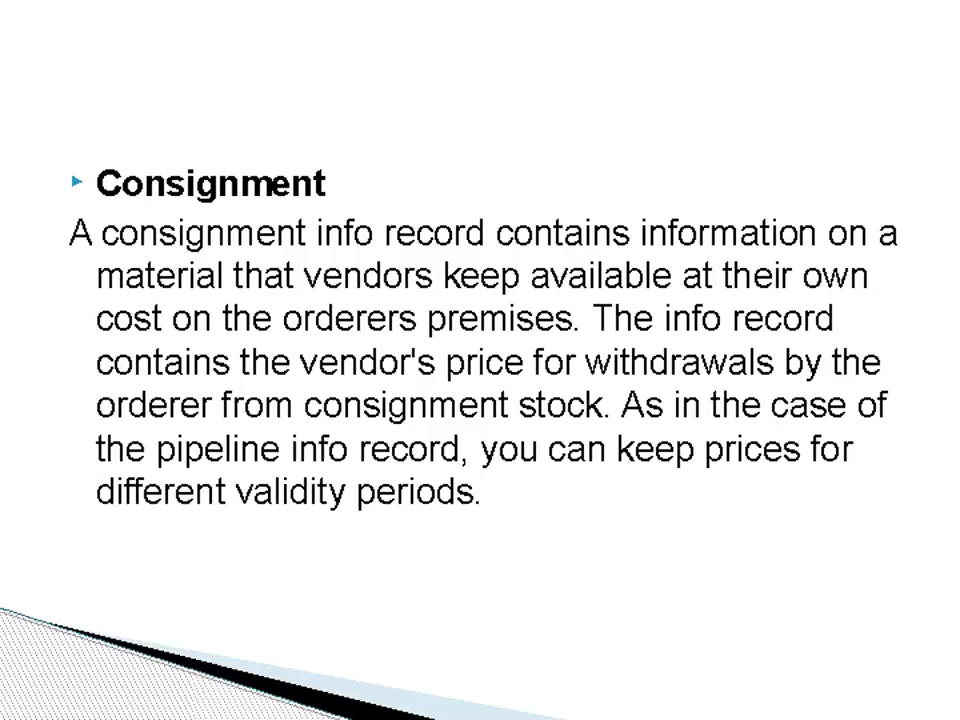 Consignment
A consignment info record contains information on a
material that vendors keep available at their own
cost on the orderers premises. The info record
contains the vendor's price for withdrawals by the
orderer from consignment stock. As in the case of
the pipeline info record, you can keep prices for
different validity periods.